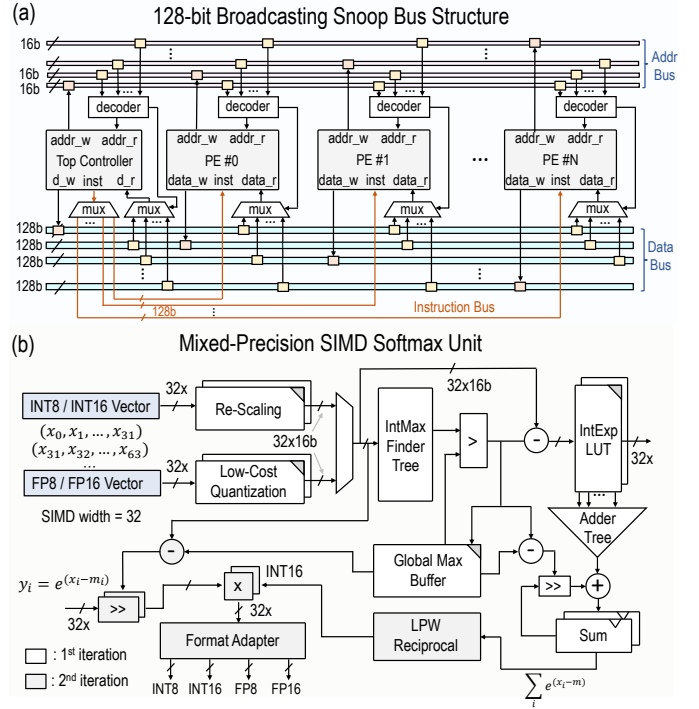 (a) 128-bit Broadcasting Snoop Bus Structure
16b
16b
16b
Addr
Bus
...
decoder
decoder
decoder
decoder
addr_w addr_r
addr_w addr_r
addr_w addr_r
addr_w addr_r
Top Controller
PE #0
PE #1
...
PE #N
d_w inst d_r
data_w inst data_r
data_w inst data_r
data_w inst data_r
mux
mux
mux
mux
mux
128b
128b
128b
128b
Data
Bus
Instruction Bus
128b
(b) Mixed-Precision SIMD Softmax Unit
INT8 / INT16 Vector
32x
Re-Scaling
(x₀, x₁, ..., x₃₁)
(x₃₁, x₃₂, ..., x₆₃)
...
FP8 / FP16 Vector
32x
Low-Cost
Quantization
SIMD width = 32
32x16b
32x16b
IntMax
Finder
Tree
>
-
IntExp
LUT
32x
...
Adder
Tree
-
Global Max
Buffer
-
>>
+
Sum
yᵢ = e^(xᵢ−mᵢ)
32x
>>
x
INT16
32x
Format Adapter
LPW
Reciprocal
INT8 INT16 FP8 FP16
∑ᵢ e^(xᵢ−m)
: 1st iteration
: 2nd iteration